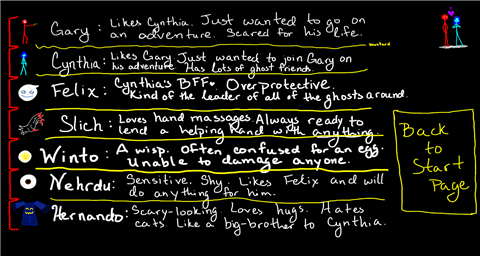 Gary: Likes Cynthia. Just wanted to go on
an adventure. Scared for his life.
mustard
Cynthia: Likes Gary. Just wanted to join Gary on
his adventure. Has lots of ghost friends.
Felix: Cynthia's BFF. Overprotective.
Kind of the leader of all of the ghosts around.
Slich: Loves hand massages. Always ready to
lend a helping hand with anything.
Winto: A wisp. Often confused for an egg.
Unable to damage anyone.
Nehrdu: Sensitive. Shy. Likes Felix and will
do anything for him.
Hernando: Scary-looking. Loves hugs. Hates
cats. Like a big-brother to Cynthia.
Back
to
Start
Page